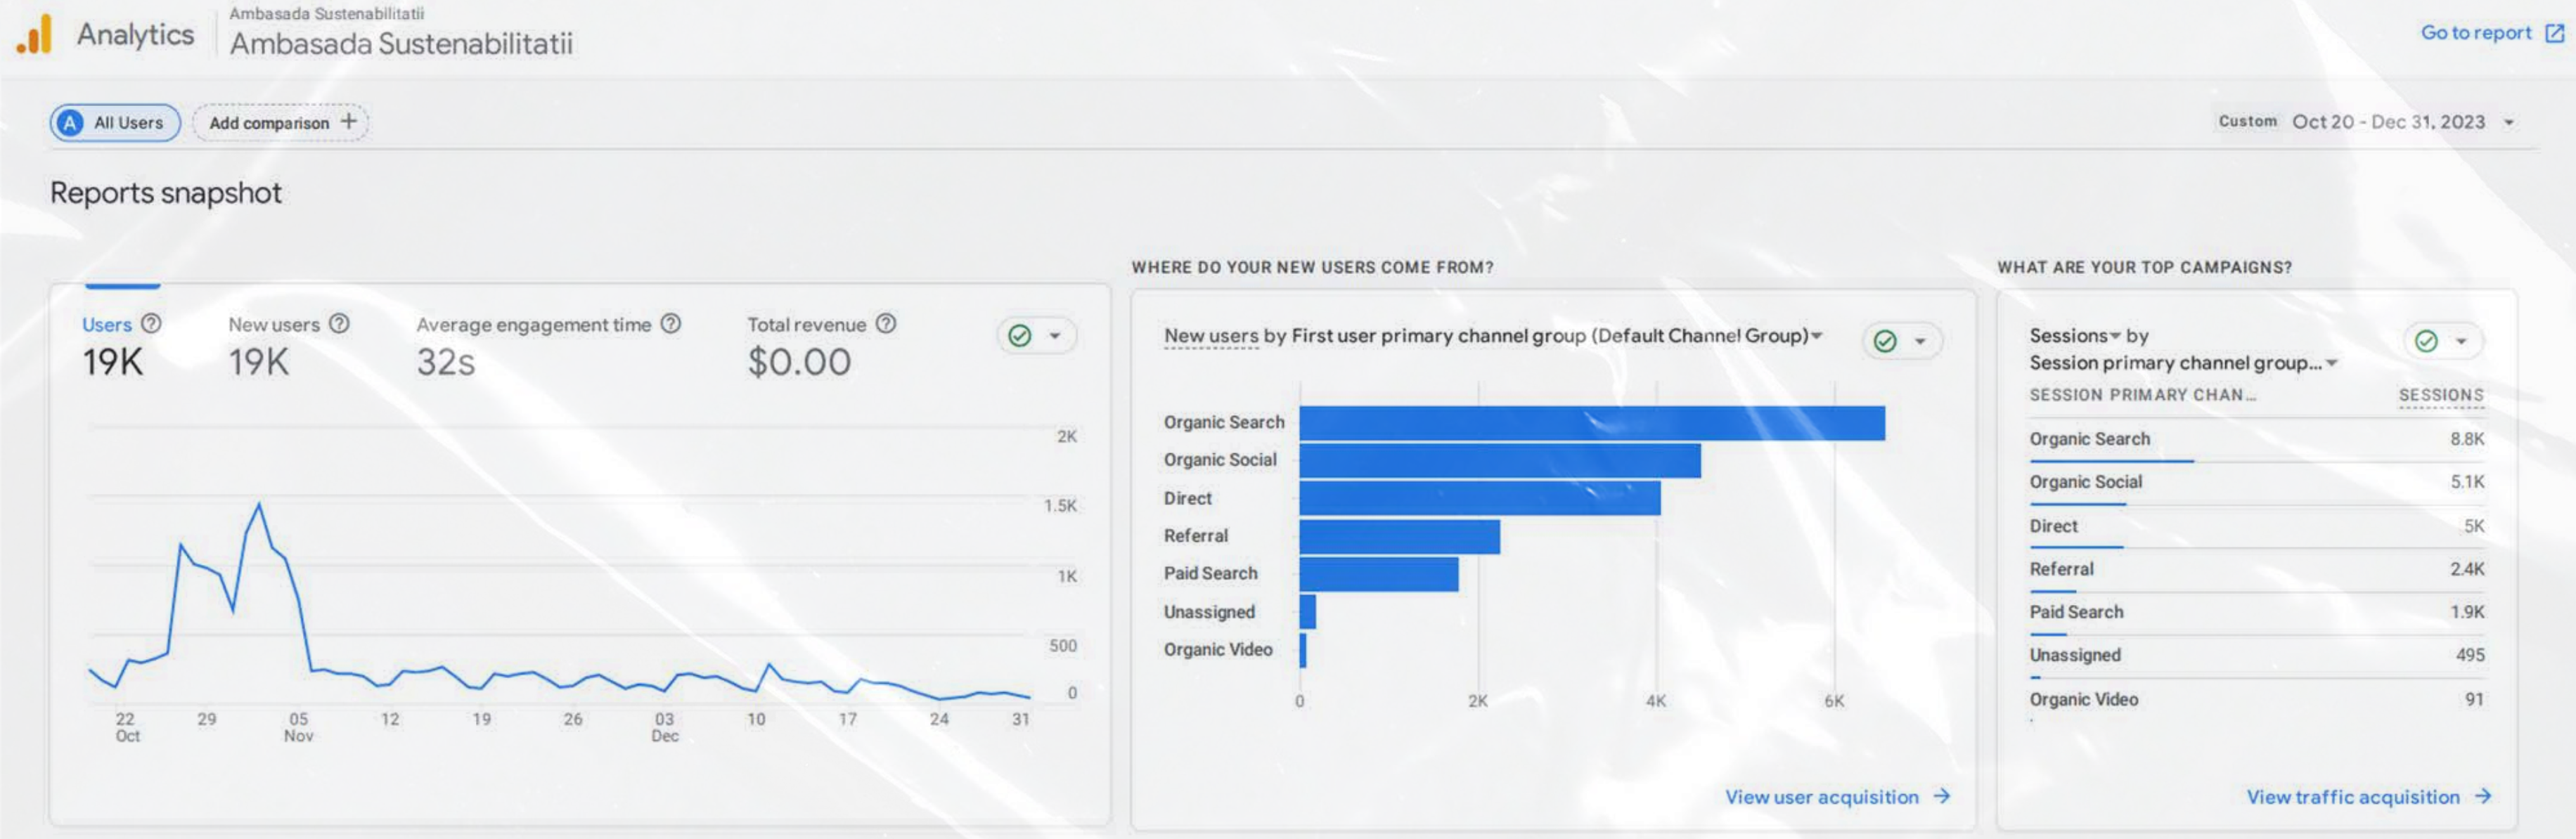 Analytics
Ambasada Sustenabilitatii
Ambasada Sustenabilitatii
Go to report
A All Users
Add comparison +
Custom Oct 20 - Dec 31, 2023
Reports snapshot
Users
19K
New users
19K
Average engagement time
32s
Total revenue
$0.00
2K
1.5K
1K
500
0
22 29 05 12 19 26 03 10 17 24 31
Oct Nov Dec
WHERE DO YOUR NEW USERS COME FROM?
New users by First user primary channel group (Default Channel Group)
Organic Search
Organic Social
Direct
Referral
Paid Search
Unassigned
Organic Video
0 2K 4K 6K
View user acquisition →
WHAT ARE YOUR TOP CAMPAIGNS?
Sessions by
Session primary channel group...
SESSION PRIMARY CHAN... SESSIONS
Organic Search 8.8K
Organic Social 5.1K
Direct 5K
Referral 2.4K
Paid Search 1.9K
Unassigned 495
Organic Video 91
View traffic acquisition →